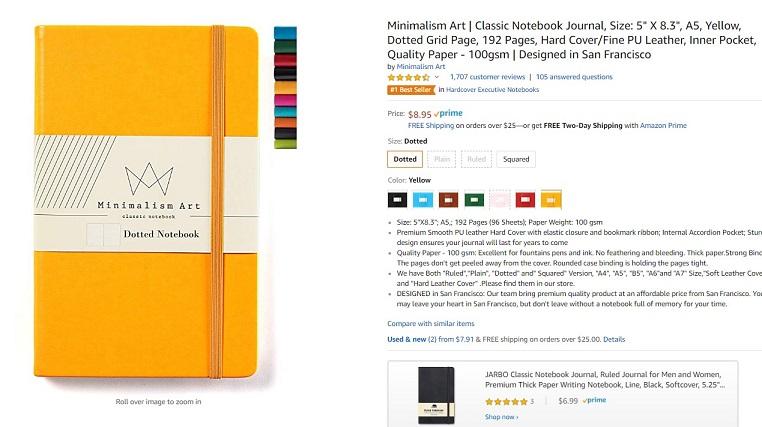 Minimalism Art | Classic Notebook Journal, Size: 5" X 8.3", A5, Yellow,
Dotted Grid Page, 192 Pages, Hard Cover/Fine PU Leather, Inner Pocket,
Quality Paper - 100gsm | Designed in San Francisco
by Minimalism Art
1,707 customer reviews | 105 answered questions
#1 Best Seller in Hardcover Executive Notebooks
Price: $8.95 prime
FREE Shipping on orders over $25—or get FREE Two-Day Shipping with Amazon Prime
Size: Dotted
Dotted Plain Ruled Squared
Color: Yellow
Size: 5"X8.3"; A5,; 192 Pages (96 Sheets); Paper Weight: 100 gsm
Premium Smooth PU leather Hard Cover with elastic closure and bookmark ribbon; Internal Accordion Pocket;
design ensures your journal will last for years to come
Quality Paper - 100 gsm: Excellent for fountains pens and ink. No feathering and bleeding. Thick paper.Strong
The pages don't get peeled away from the cover. Rounded case binding is holding the pages tight.
We have Both "Ruled","Plain", "Dotted" and" Squared" Version, "A4", "A5", "B5", "A6"and "A7" Size,"Soft Leather
and "Hard Leather Cover" .Please find them in our store.
DESIGNED in San Francisco: Our team bring premium quality product at an affordable price from San Francisco.
may leave your heart in San Francisco, but don't leave without a notebook full of memory for your time.
Compare with similar items
Used & new (2) from $7.91 & FREE shipping on orders over $25.00. Details
JARBO Classic Notebook Journal, Ruled Journal for Men and Women,
Premium Thick Paper Writing Notebook, Line, Black, Softcover, 5.25"...
3 | $6.99 prime
Shop now ›
Minimalism Art
classic notebook
Dotted Notebook
Roll over image to zoom in